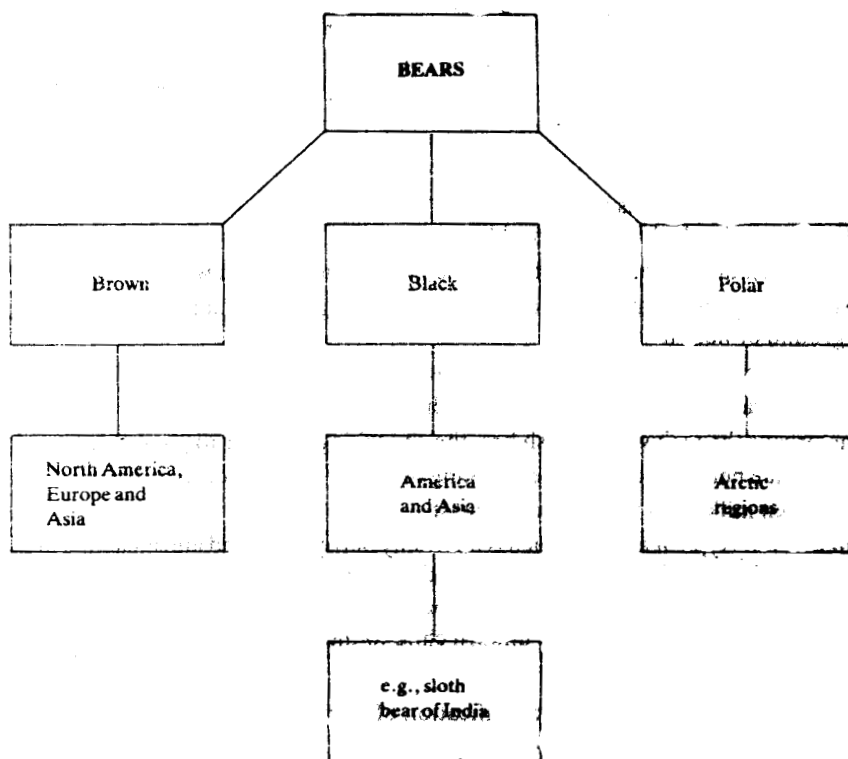 BEARS
Brown
Black
Polar
North America,
Europe and
Asia
America
and Asia
Arctic
regions
e.g., sloth
bear of India